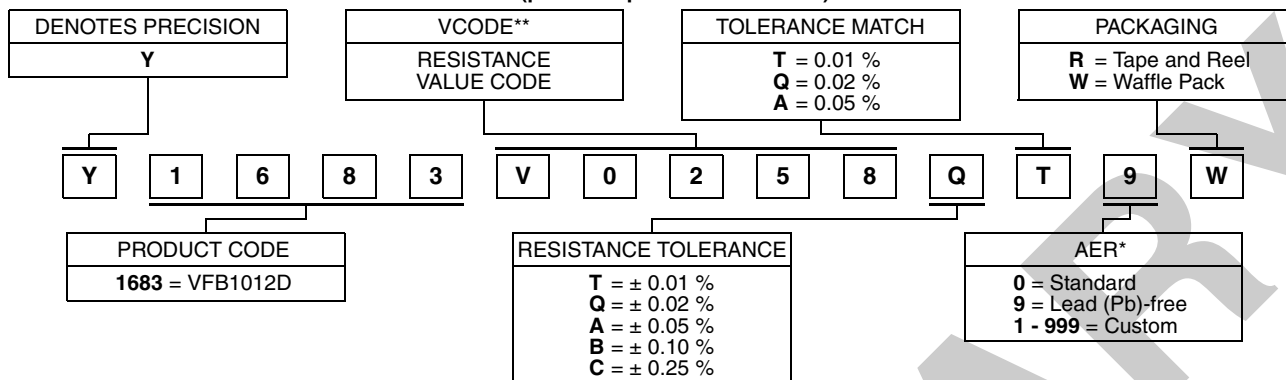 DENOTES PRECISION
Y
VCODE**
RESISTANCE
VALUE CODE
TOLERANCE MATCH
T = 0.01 %
Q = 0.02 %
A = 0.05 %
PACKAGING
R = Tape and Reel
W = Waffle Pack
Y 1 6 8 3 V 0 2 5 8 Q T 9 W
PRODUCT CODE
1683 = VFB1012D
RESISTANCE TOLERANCE
T = ± 0.01 %
Q = ± 0.02 %
A = ± 0.05 %
B = ± 0.10 %
C = ± 0.25 %
AER*
0 = Standard
9 = Lead (Pb)-free
1 - 999 = Custom